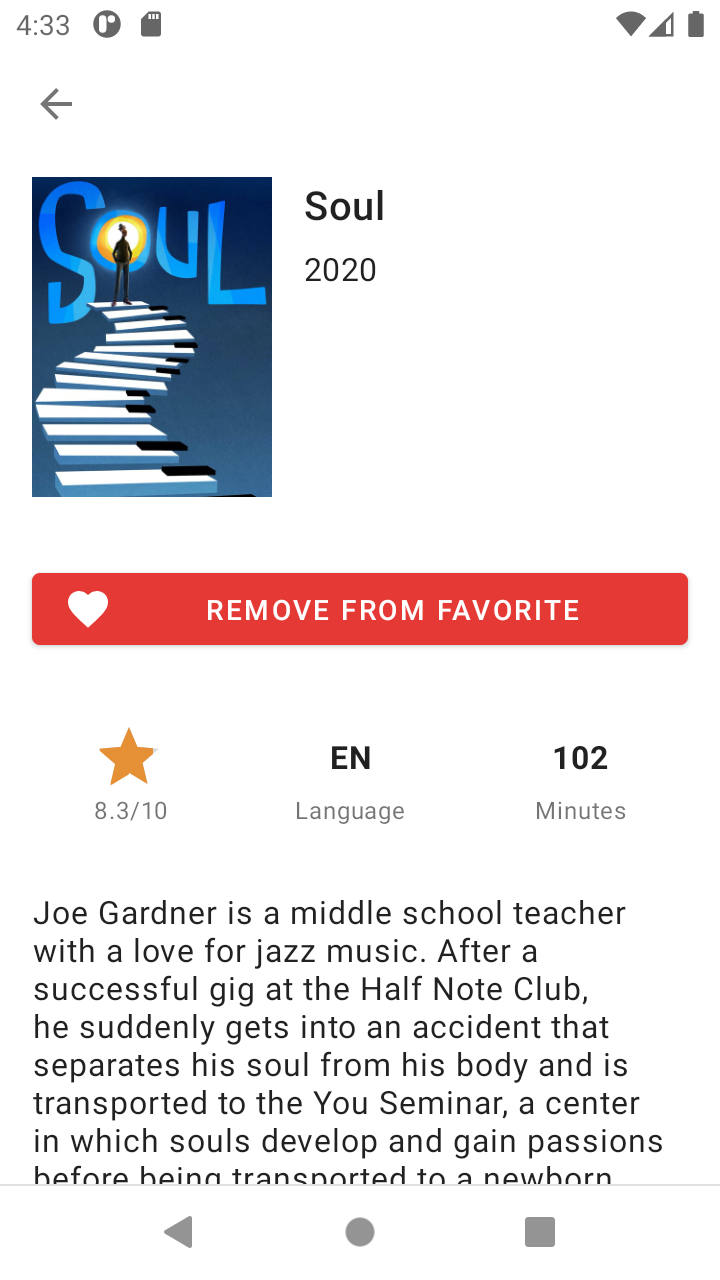 4:33
SOUL
Soul
2020
REMOVE FROM FAVORITE
EN
102
8.3/10
Language
Minutes
Joe Gardner is a middle school teacher
with a love for jazz music. After a
successful gig at the Half Note Club,
he suddenly gets into an accident that
separates his soul from his body and is
transported to the You Seminar, a center
in which souls develop and gain passions
before being transported to a newborn